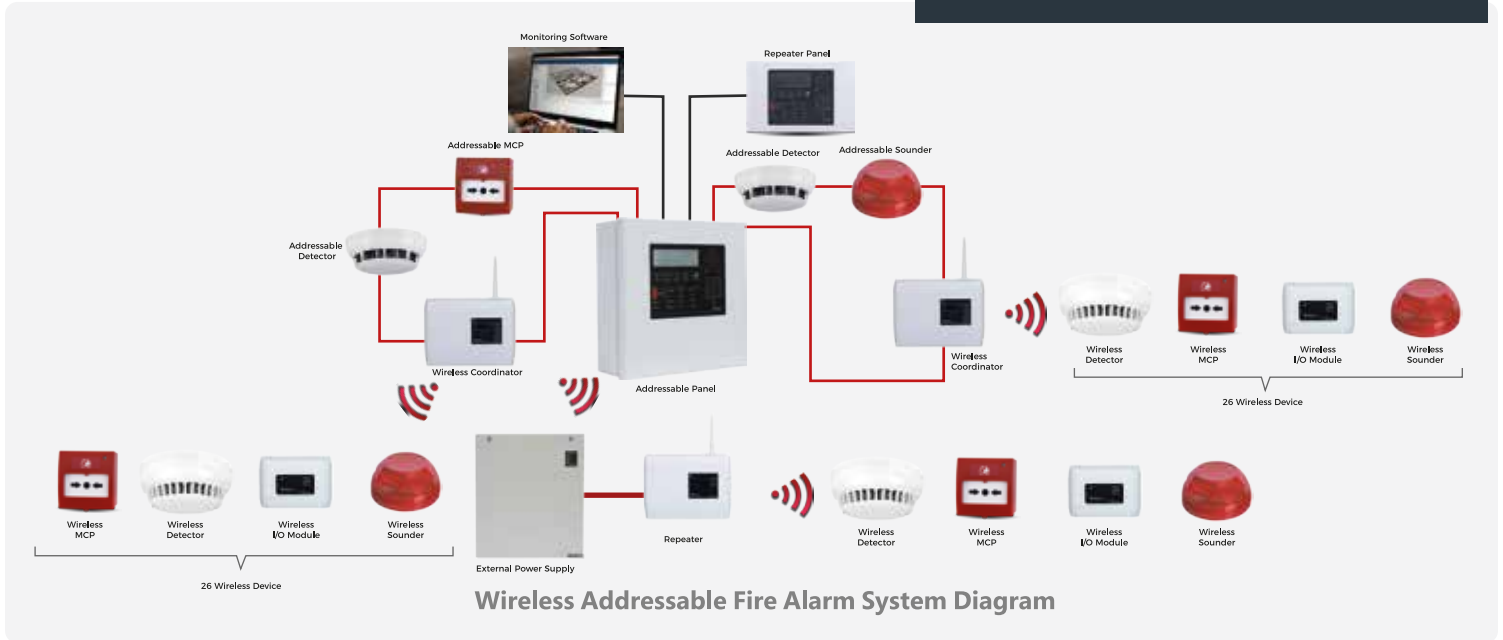 Monitoring Software
Repeater Panel
Addressable MCP
Addressable Detector
Addressable Sounder
Addressable
Detector
Wireless Coordinator
Addressable Panel
Wireless
Coordinator
Wireless
Detector
Wireless
MCP
Wireless
I/O Module
Wireless
Sounder
26 Wireless Device
Wireless
MCP
Wireless
Detector
Wireless
I/O Module
Wireless
Sounder
26 Wireless Device
External Power Supply
Repeater
Wireless
Detector
Wireless
MCP
Wireless
I/O Module
Wireless
Sounder
Wireless Addressable Fire Alarm System Diagram